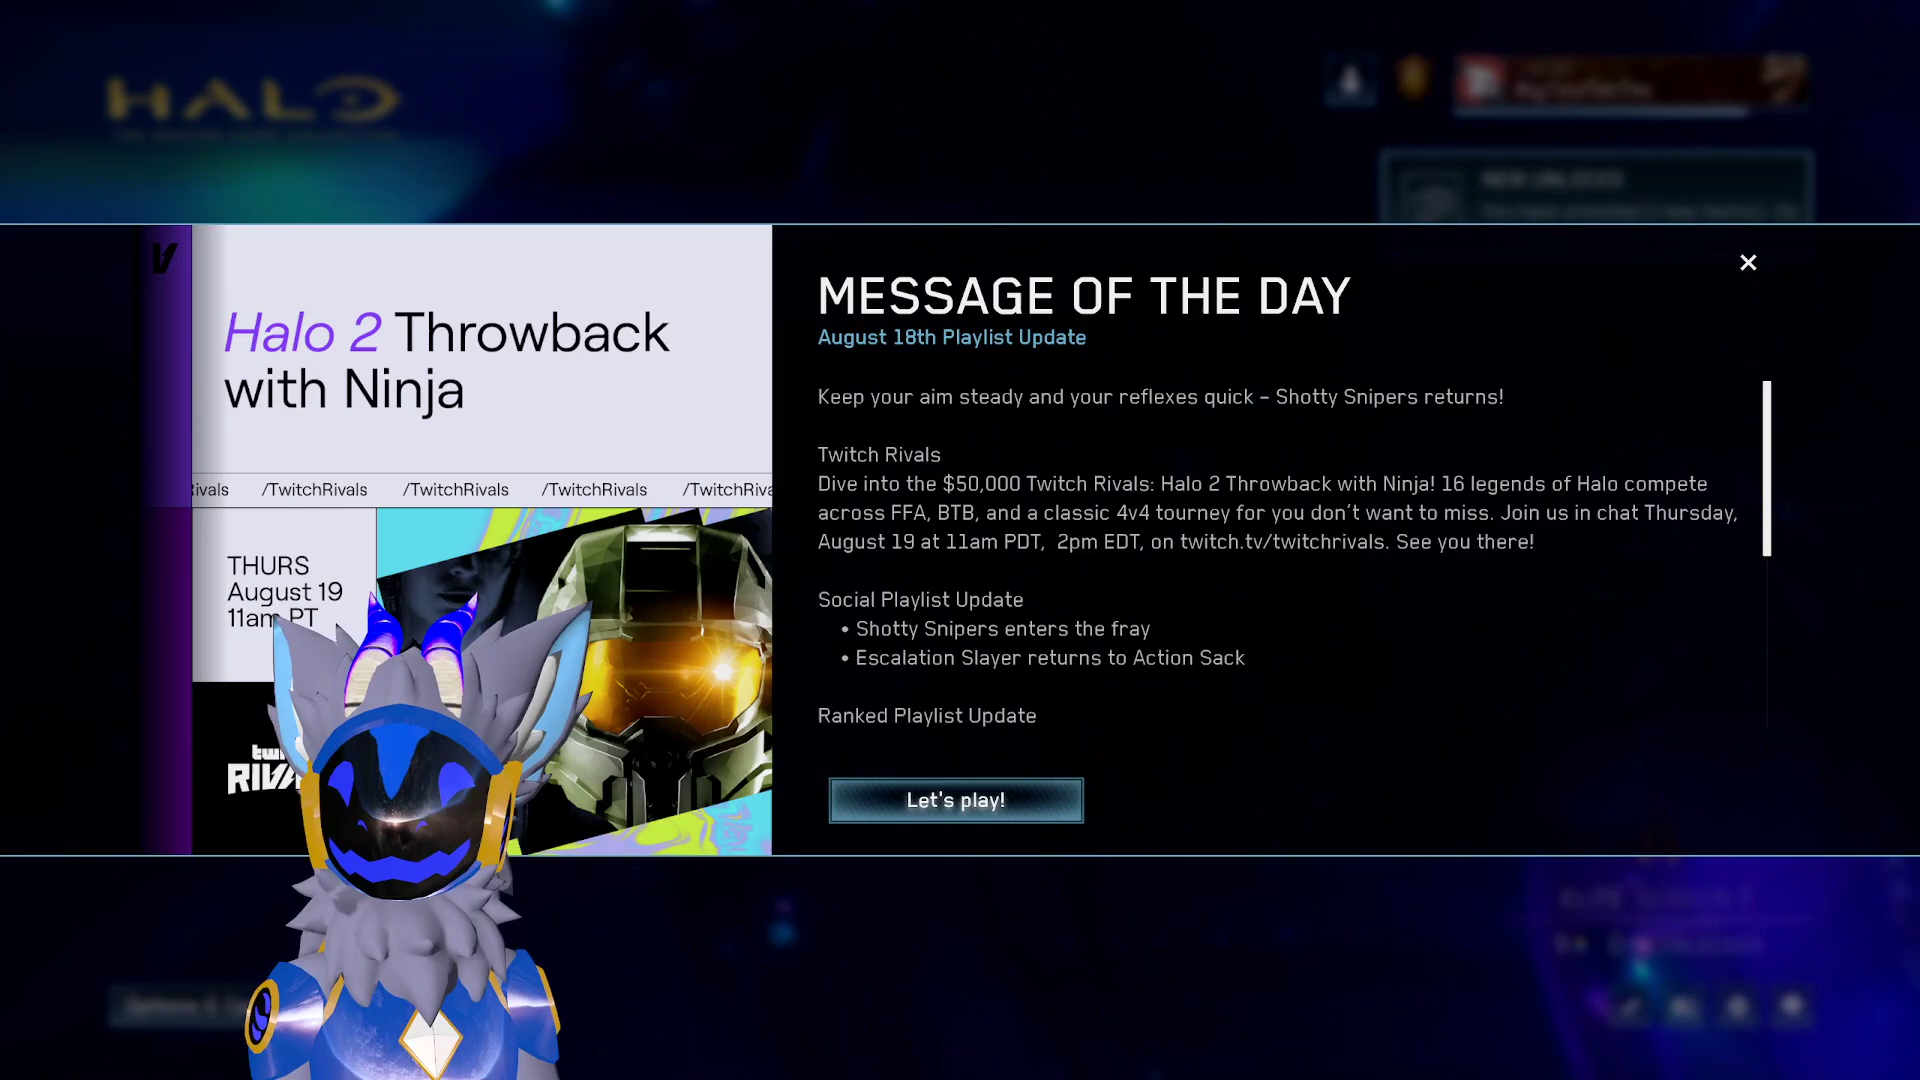 HALO
NEW UNLOCKS
Halo 2 Throwback
with Ninja
/TwitchRivals /TwitchRivals /TwitchRivals
THURS
August 19
11am PT
MESSAGE OF THE DAY
August 18th Playlist Update
Keep your aim steady and your reflexes quick – Shotty Snipers returns!
Twitch Rivals
Dive into the $50,000 Twitch Rivals: Halo 2 Throwback with Ninja! 16 legends of Halo compete
across FFA, BTB, and a classic 4v4 tourney for you don't want to miss. Join us in chat Thursday,
August 19 at 11am PDT,  2pm EDT, on twitch.tv/twitchrivals. See you there!
Social Playlist Update
• Shotty Snipers enters the fray
• Escalation Slayer returns to Action Sack
Ranked Playlist Update
Let's play!